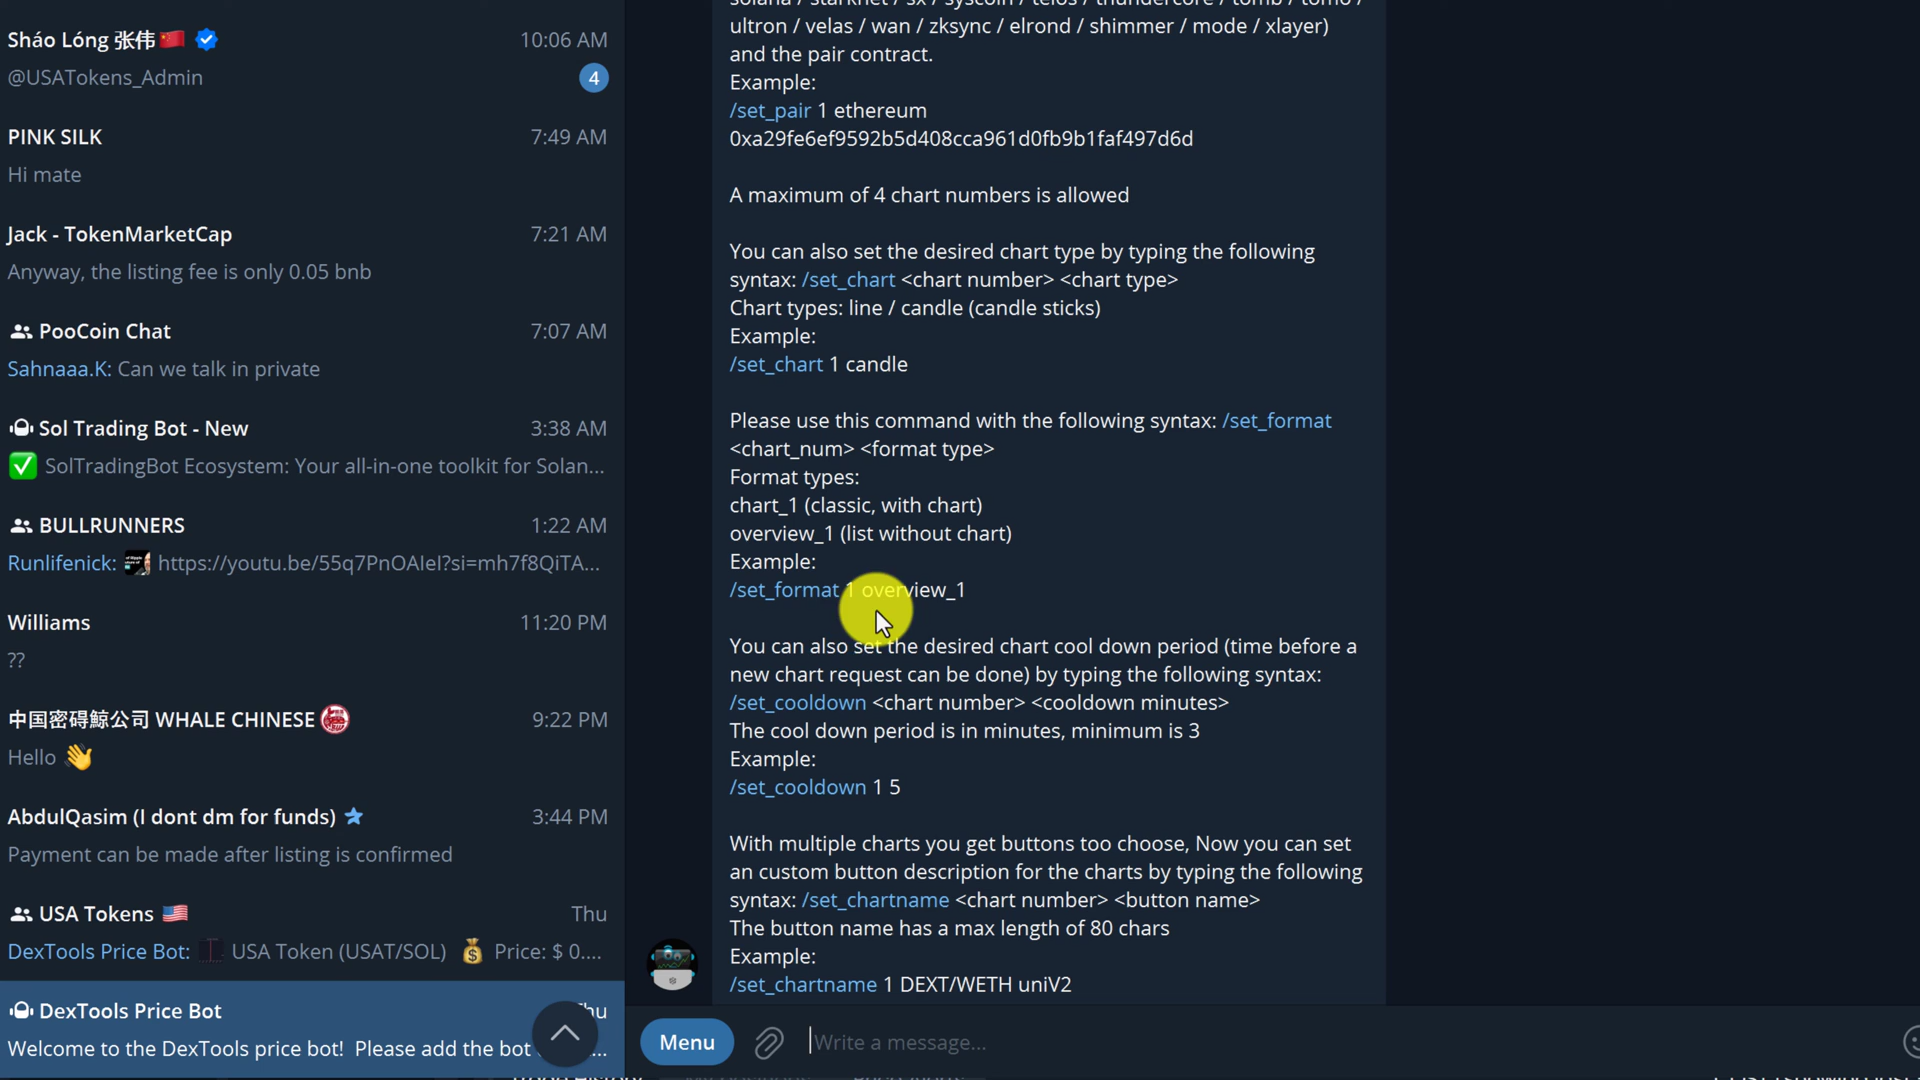 Sháo Lóng 张伟🇨🇳
10:06 AM
@USATokens_Admin
4
PINK SILK
7:49 AM
Hi mate
Jack - TokenMarketCap
7:21 AM
Anyway, the listing fee is only 0.05 bnb
PooCoin Chat
7:07 AM
Sahnaaa.K: Can we talk in private
Sol Trading Bot - New
3:38 AM
✅ SolTradingBot Ecosystem: Your all-in-one toolkit for Solan...
BULLRUNNERS
1:22 AM
Runlifenick: https://youtu.be/55q7PnOAIeI?si=mh7f8QiTA...
Williams
11:20 PM
??
中国密碍鯨公司 WHALE CHINESE
9:22 PM
Hello 👋
AbdulQasim (I dont dm for funds)
3:44 PM
Payment can be made after listing is confirmed
USA Tokens 🇺🇸
Thu
DexTools Price Bot: USA Token (USAT/SOL) 💰 Price: $ 0....
DexTools Price Bot
Welcome to the DexTools price bot! Please add the bot
solana / starknet / sx / syscoin / telos / thundercore / tomb / tomo /
ultron / velas / wan / zksync / elrond / shimmer / mode / xlayer)
and the pair contract.
Example:
/set_pair 1 ethereum
0xa29fe6ef9592b5d408cca961d0fb9b1faf497d6d
A maximum of 4 chart numbers is allowed
You can also set the desired chart type by typing the following
syntax: /set_chart <chart number> <chart type>
Chart types: line / candle (candle sticks)
Example:
/set_chart 1 candle
Please use this command with the following syntax: /set_format
<chart_num> <format type>
Format types:
chart_1 (classic, with chart)
overview_1 (list without chart)
Example:
/set_format 1 overview_1
You can also set the desired chart cool down period (time before a
new chart request can be done) by typing the following syntax:
/set_cooldown <chart number> <cooldown minutes>
The cool down period is in minutes, minimum is 3
Example:
/set_cooldown 1 5
With multiple charts you get buttons too choose, Now you can set
an custom button description for the charts by typing the following
syntax: /set_chartname <chart number> <button name>
The button name has a max length of 80 chars
Example:
/set_chartname 1 DEXT/WETH uniV2
Menu
Write a message...